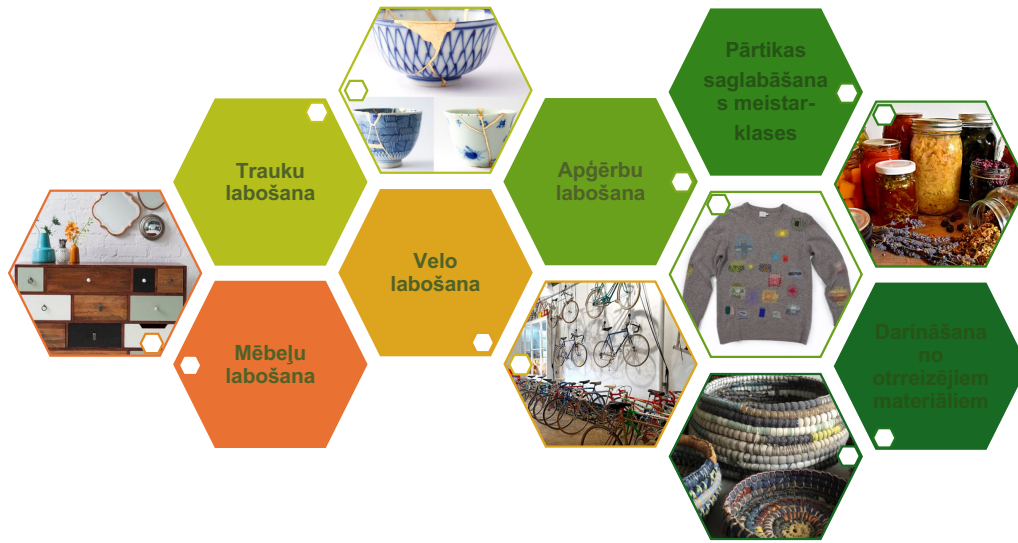 Pārtikas
saglabāšana
s meistar-
klases
Trauku
labošana
Apģērbu
labošana
Velo
labošana
Mēbeļu
labošana
Darināšana
no
otrreizējiem
materiāliem